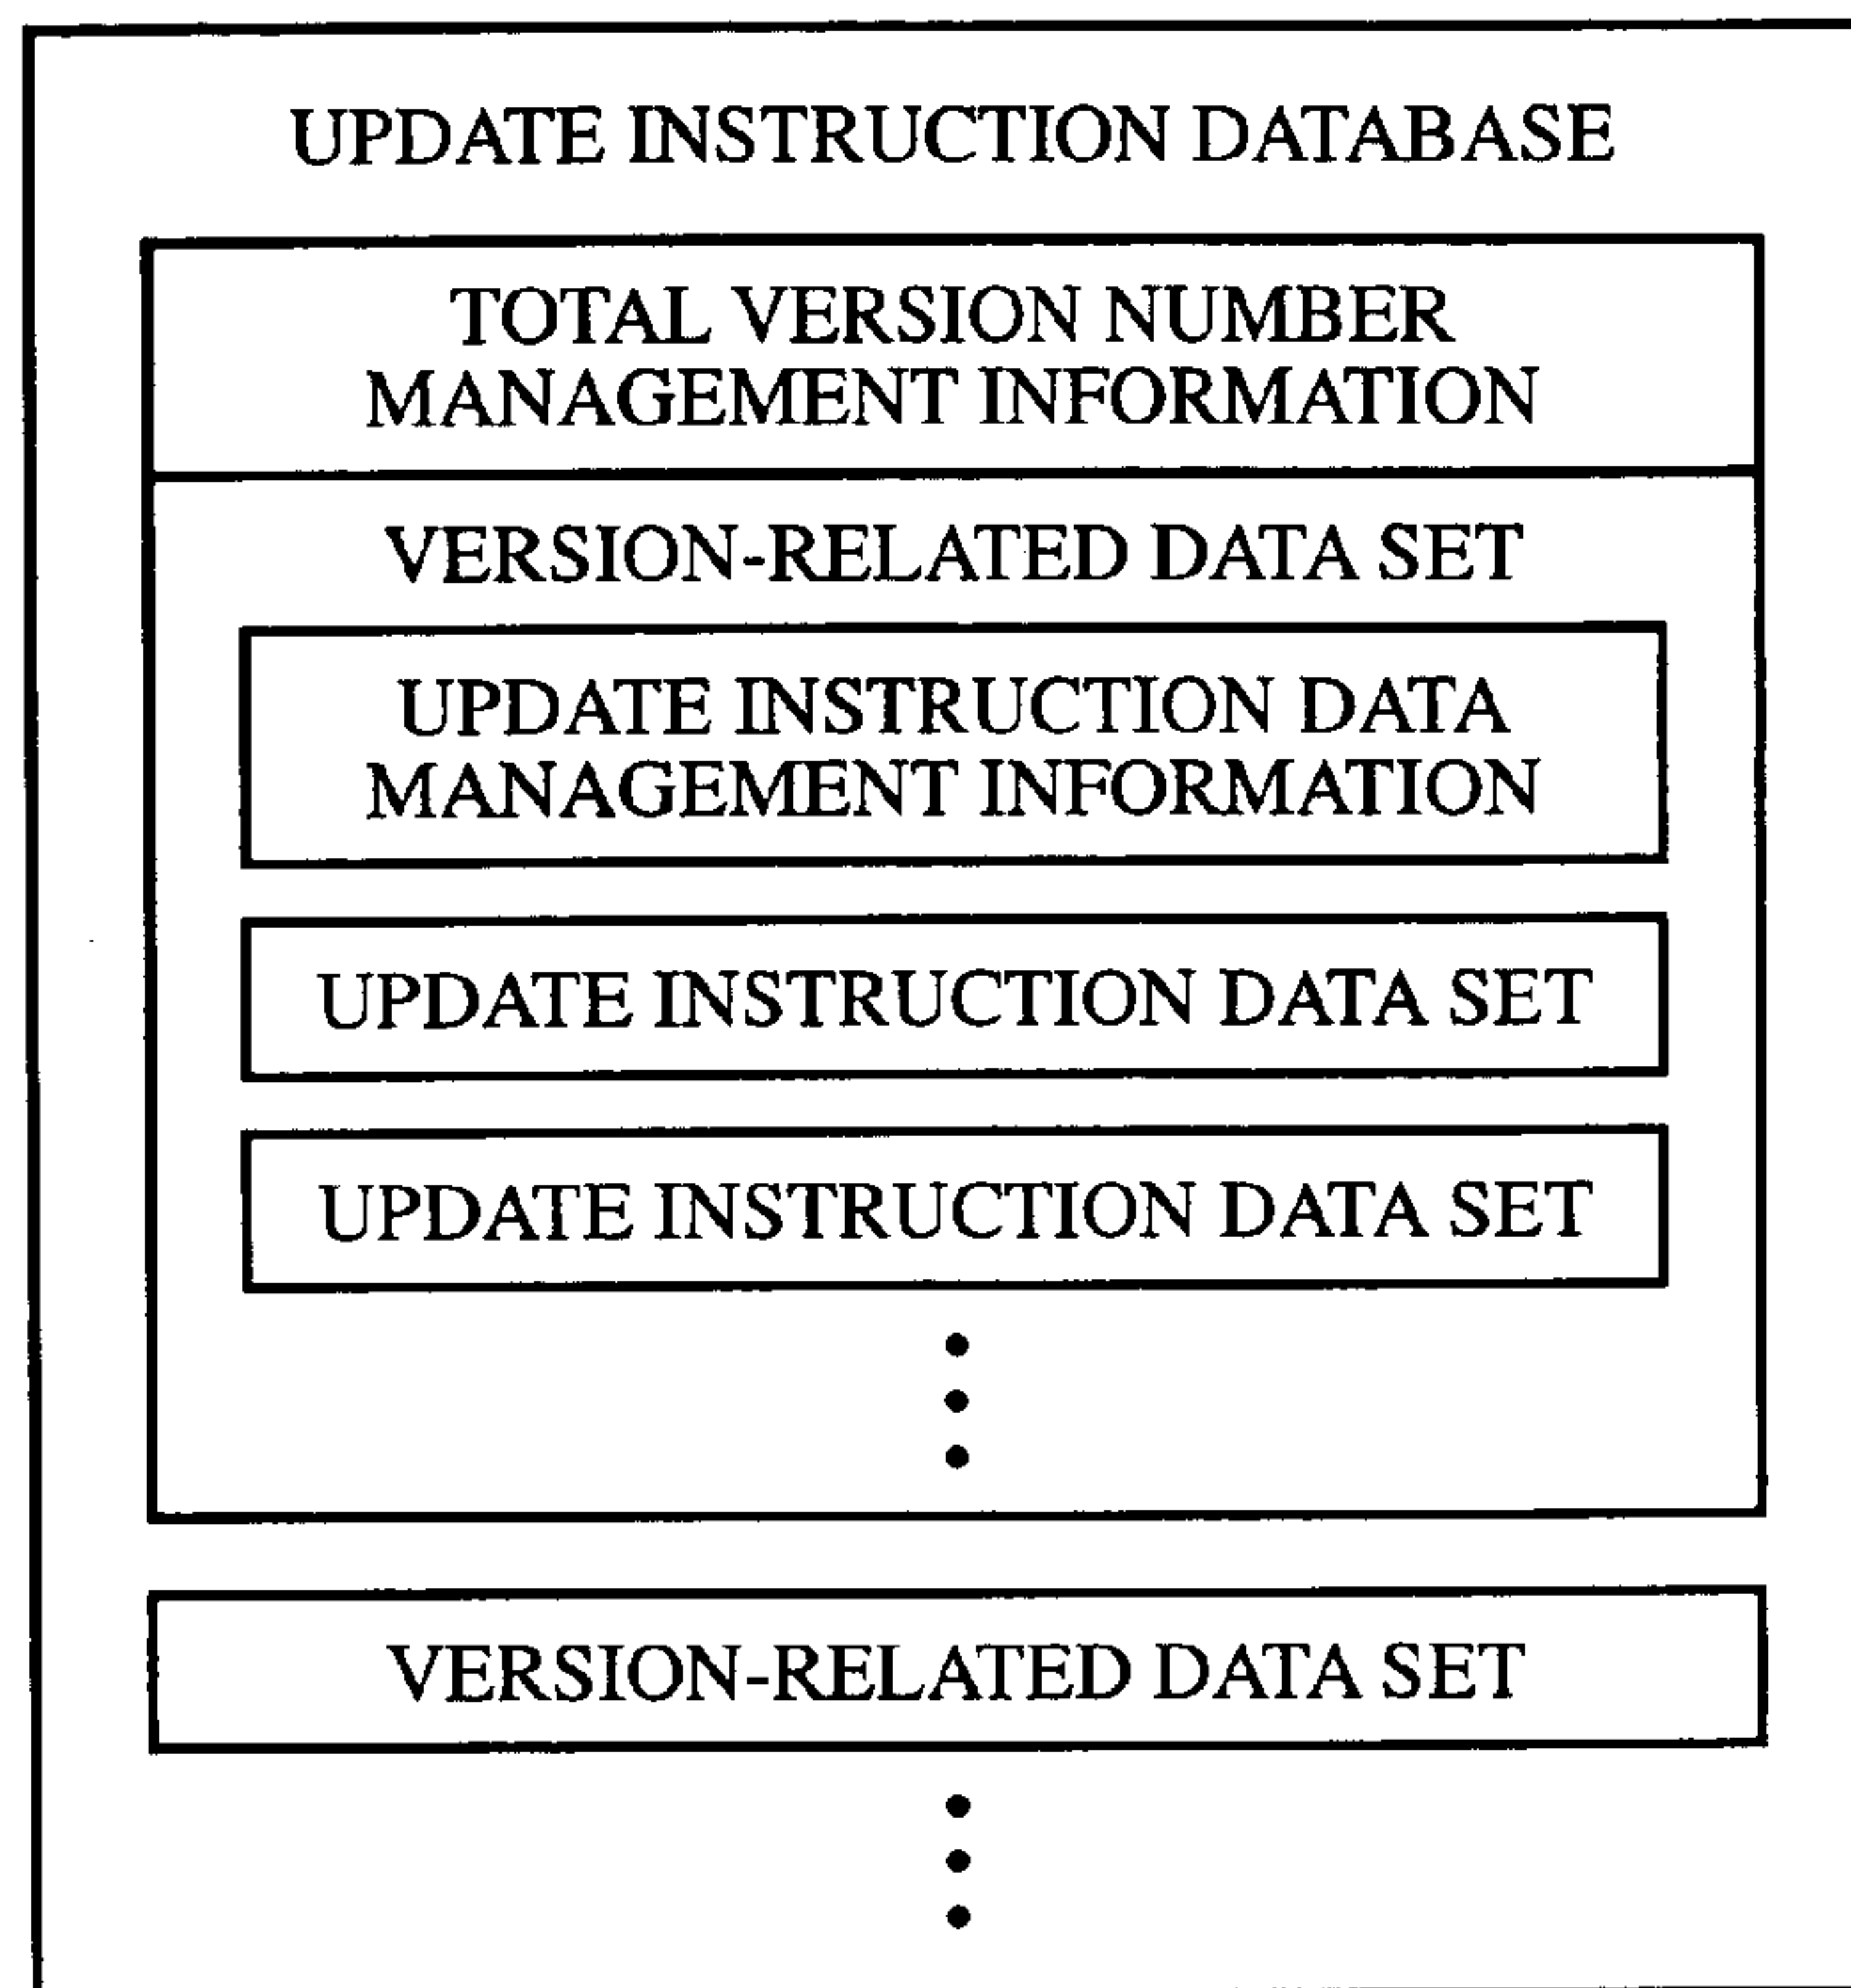 UPDATE INSTRUCTION DATABASE
TOTAL VERSION NUMBER
MANAGEMENT INFORMATION
VERSION-RELATED DATA SET
UPDATE INSTRUCTION DATA
MANAGEMENT INFORMATION
UPDATE INSTRUCTION DATA SET
UPDATE INSTRUCTION DATA SET
VERSION-RELATED DATA SET